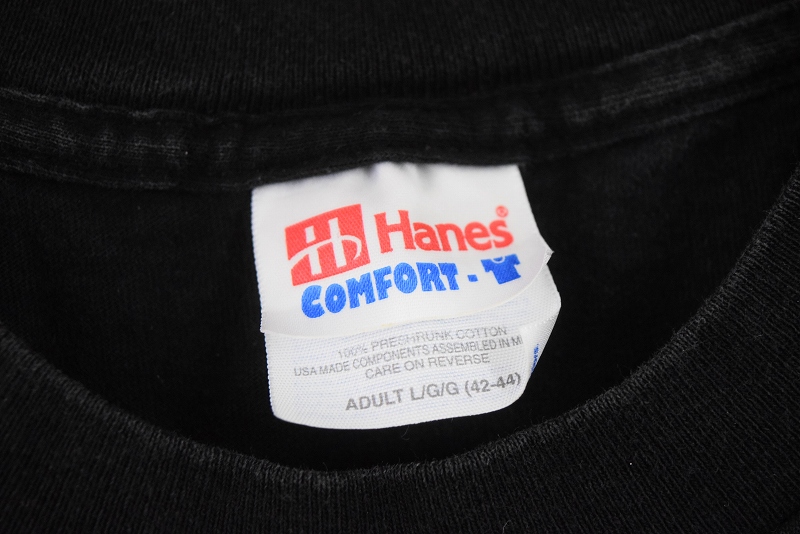 Hanes®
COMFORT-
100% PRESHRUNK COTTON
USA MADE COMPONENTS ASSEMBLED IN
CARE ON REVERSE
ADULT L/G/G (42-44)